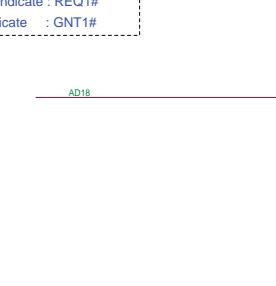 ndicate : REQ1#
icate : GNT1#
AD18